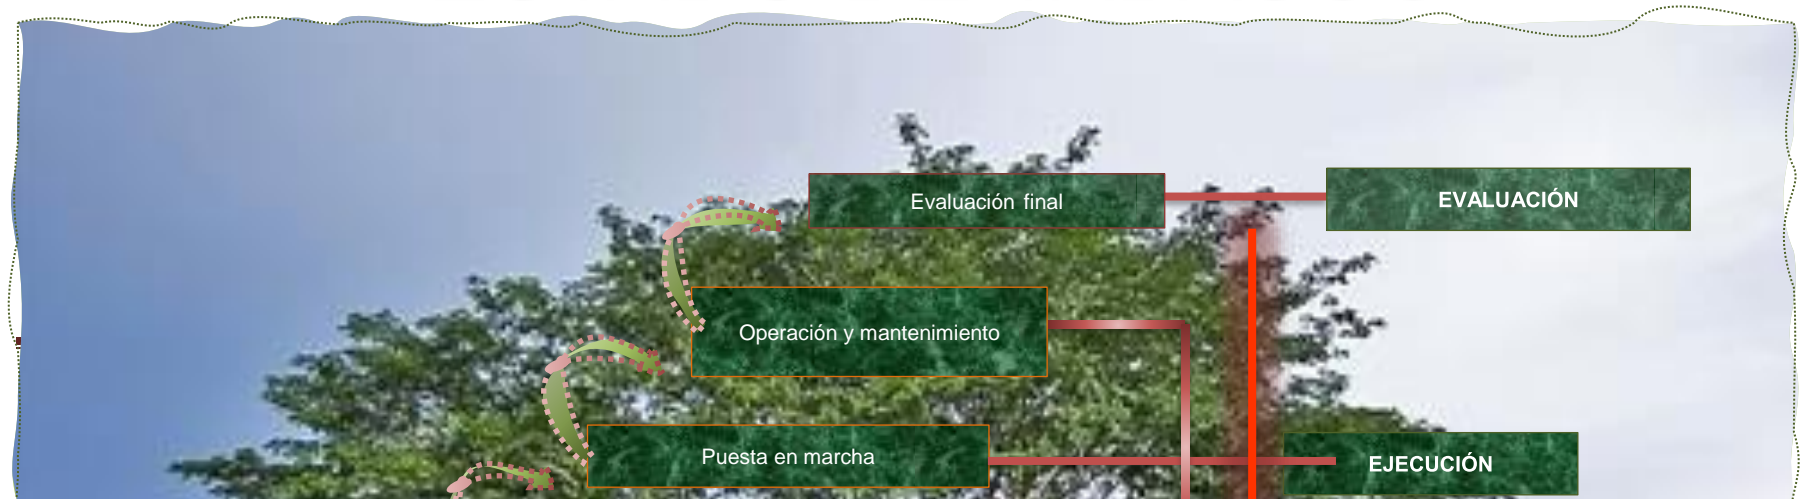 Evaluación final
EVALUACIÓN
Operación y mantenimiento
Puesta en marcha
EJECUCIÓN